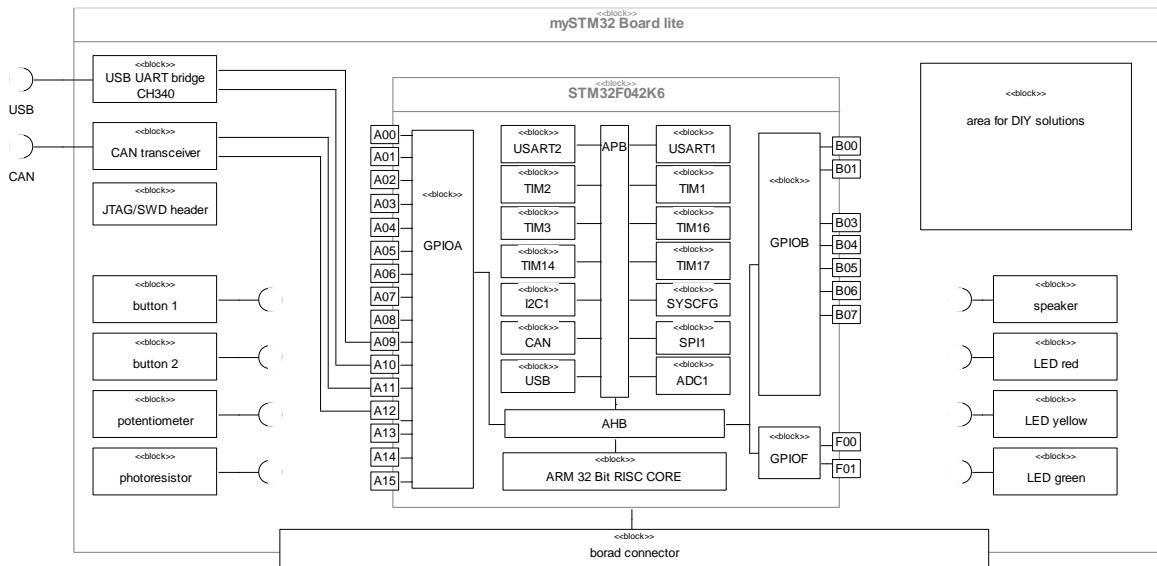 <<block>>
mySTM32 Board lite
<<block>>
USB UART bridge
CH340
USB
<<block>>
CAN transceiver
CAN
<<block>>
JTAG/SWD header
<<block>>
button 1
<<block>>
button 2
<<block>>
potentiometer
<<block>>
photoresistor
<<block>>
STM32F042K6
A00
A01
A02
A03
A04
A05
A06
A07
A08
A09
A10
A11
A12
A13
A14
A15
<<block>>
GPIOA
<<block>>
USART2
<<block>>
TIM2
<<block>>
TIM3
<<block>>
TIM14
<<block>>
I2C1
<<block>>
CAN
<<block>>
USB
APB
<<block>>
USART1
<<block>>
TIM1
<<block>>
TIM16
<<block>>
TIM17
<<block>>
SYSCFG
<<block>>
SPI1
<<block>>
ADC1
AHB
<<block>>
ARM 32 Bit RISC CORE
<<block>>
GPIOB
B00
B01
B03
B04
B05
B06
B07
<<block>>
GPIOF
F00
F01
<<block>>
area for DIY solutions
<<block>>
speaker
<<block>>
LED red
<<block>>
LED yellow
<<block>>
LED green
<<block>>
borad connector